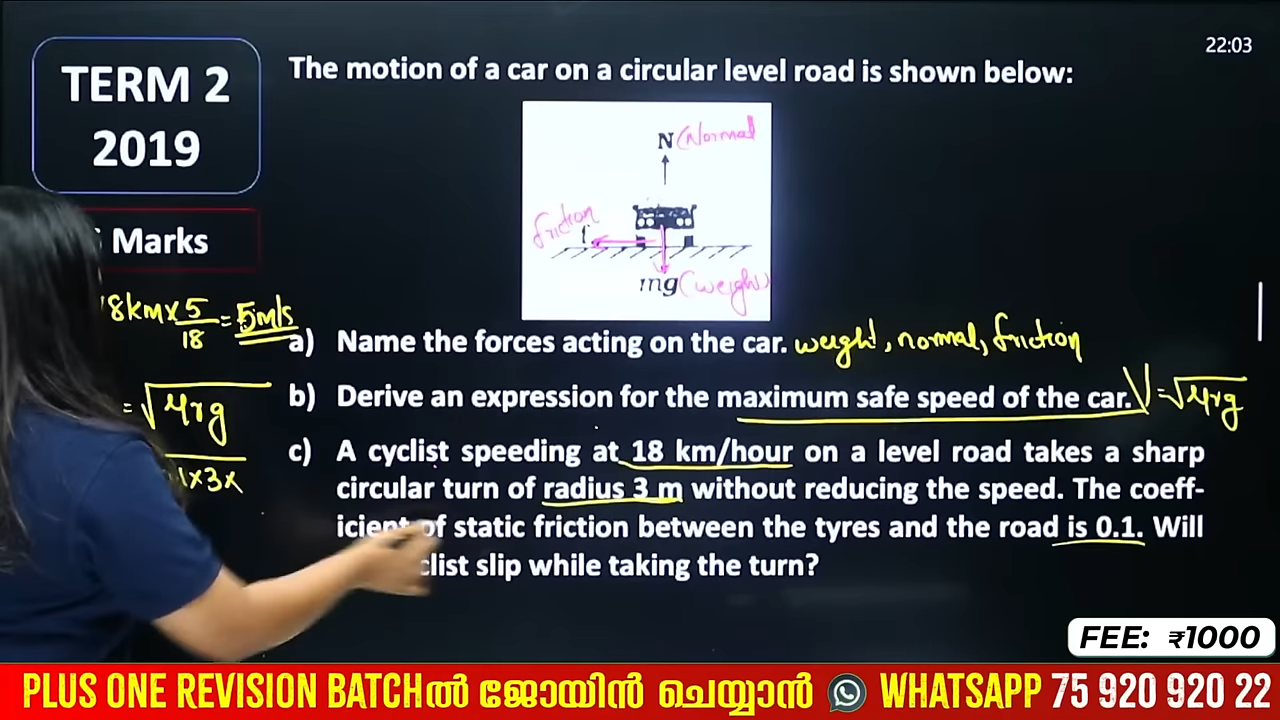 22:03
TERM 2
2019
Marks
The motion of a car on a circular level road is shown below:
N (Normal
friction
f
mg (weight)
18km × 5/18 = 5m/s
a) Name the forces acting on the car. weight, normal, friction
b) Derive an expression for the maximum safe speed of the car. V = √μrg
= √μrg
c) A cyclist speeding at 18 km/hour on a level road takes a sharp
circular turn of radius 3 m without reducing the speed. The coeff-
icient of static friction between the tyres and the road is 0.1. Will
slip while taking the turn?
1×3×
FEE: ₹1000
PLUS ONE REVISION BATCHൽ ജോയിൻ ചെയ്യാൻ WHATSAPP 75 920 920 22